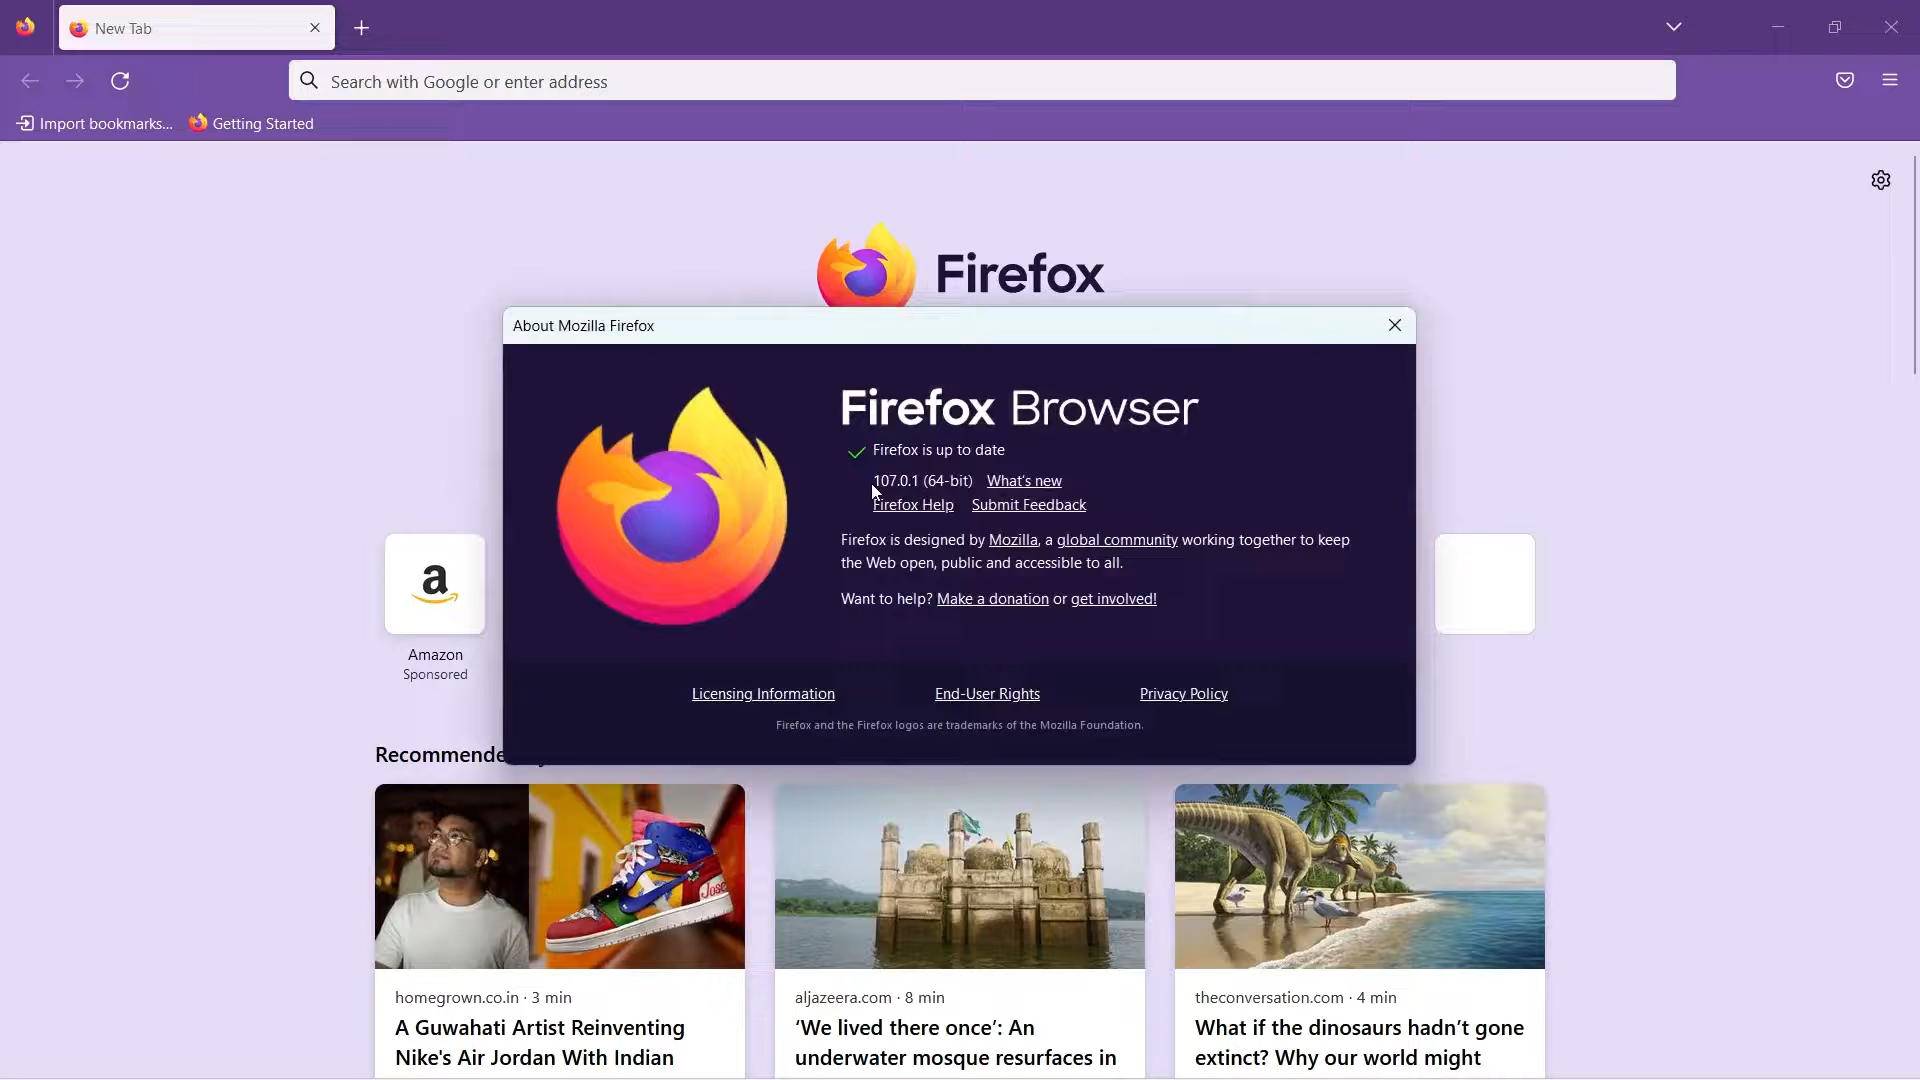 New Tab
Search with Google or enter address
Import bookmarks...
Getting Started
Firefox
About Mozilla Firefox
Firefox Browser
Firefox is up to date
107.0.1 (64-bit) What's new
Firefox Help Submit Feedback
Firefox is designed by Mozilla, a global community working together to keep
the Web open, public and accessible to all.
Want to help? Make a donation or get involved!
Licensing Information End-User Rights Privacy Policy
Firefox and the Firefox logos are trademarks of the Mozilla Foundation.
a
Amazon
Sponsored
homegrown.co.in · 3 min
A Guwahati Artist Reinventing
Nike's Air Jordan With Indian
aljazeera.com · 8 min
‘We lived there once’: An
underwater mosque resurfaces in
theconversation.com · 4 min
What if the dinosaurs hadn’t gone
extinct? Why our world might